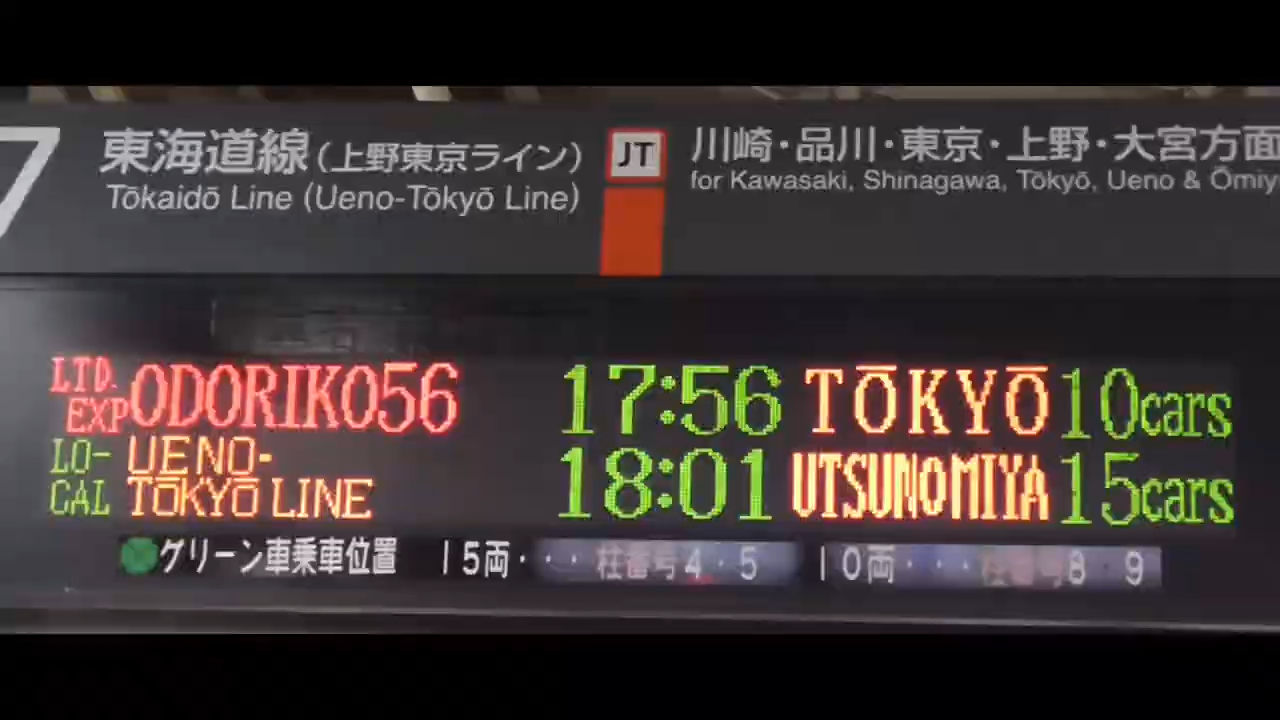 7
東海道線(上野東京ライン)
Tōkaidō Line (Ueno-Tōkyō Line)
JT
川崎・品川・東京・上野・大宮方面
for Kawasaki, Shinagawa, Tōkyō, Ueno & Ōmiy
LTD. EXP ODORIKO56 17:56 TŌKYŌ 10cars
LO-CAL UENO-TŌKYŌ LINE 18:01 UTSUNOMIYA 15cars
グリーン車乗車位置 15両・・・柱番号4・5 10両・・・柱番号8・9